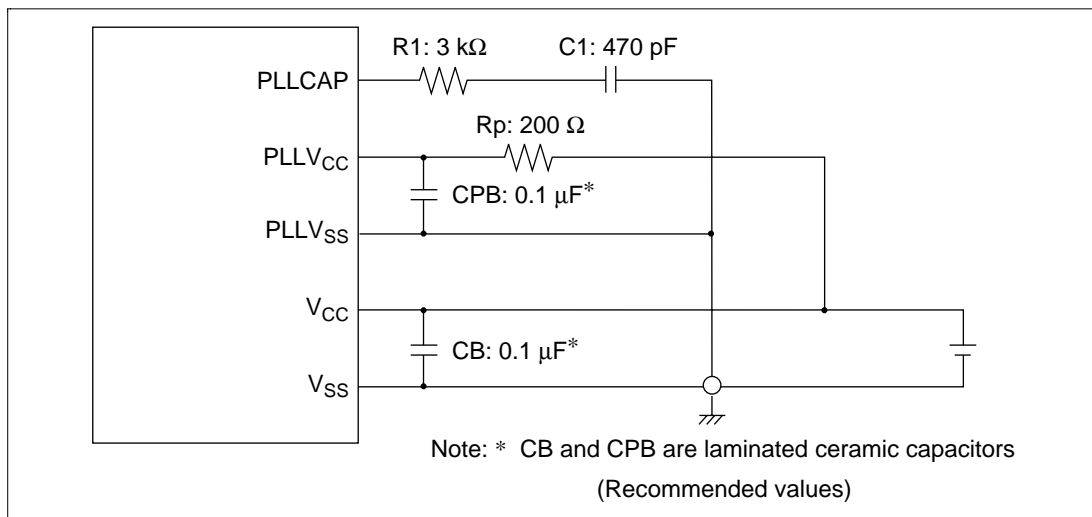 R1: 3 kΩ
C1: 470 pF
PLLCAP
Rp: 200 Ω
PLLVCC
CPB: 0.1 μF*
PLLVSS
VCC
CB: 0.1 μF*
VSS
Note: * CB and CPB are laminated ceramic capacitors
(Recommended values)